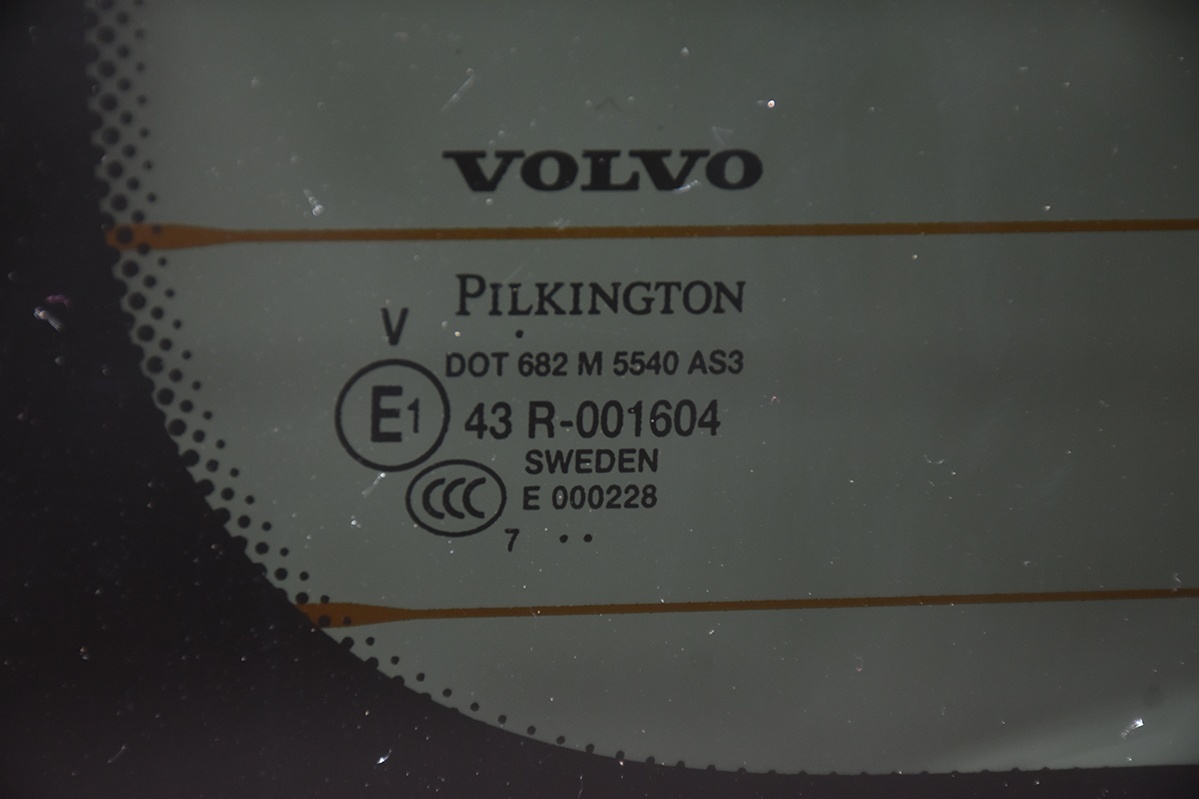 VOLVO
PILKINGTON
V
DOT 682 M 5540 AS3
E1 43 R-001604
SWEDEN
CCC E 000228
7 ..